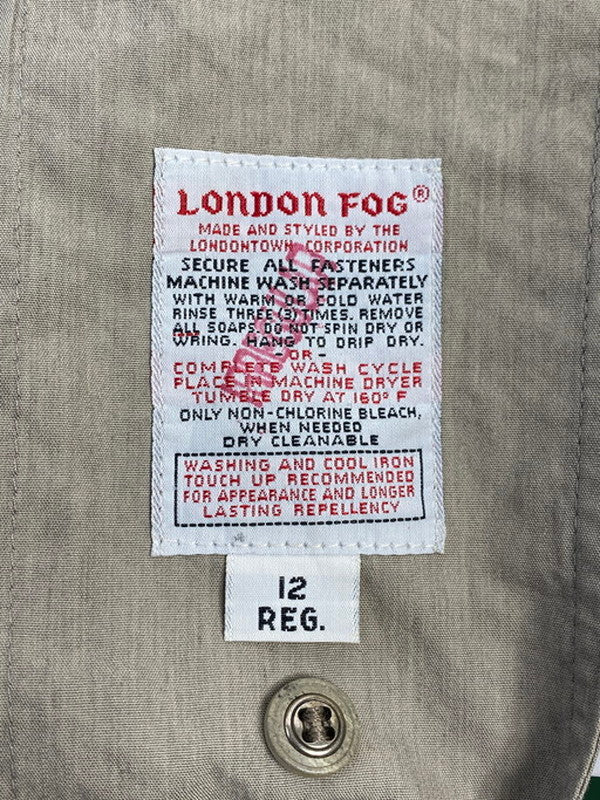 LONDON FOG®
MADE AND STYLED BY THE
LONDONTOWN CORPORATION
SECURE ALL FASTENERS
MACHINE WASH SEPARATELY
WITH WARM OR COLD WATER
RINSE THREE (3) TIMES. REMOVE
ALL SOAPS. DO NOT SPIN DRY OR
WRING. HANG TO DRIP DRY.
- OR -
COMPLETE WASH CYCLE
PLACE IN MACHINE DRYER
TUMBLE DRY AT 160° F
ONLY NON-CHLORINE BLEACH,
WHEN NEEDED
DRY CLEANABLE
WASHING AND COOL IRON
TOUCH UP RECOMMENDED
FOR APPEARANCE AND LONGER
LASTING REPELLENCY
12
REG.